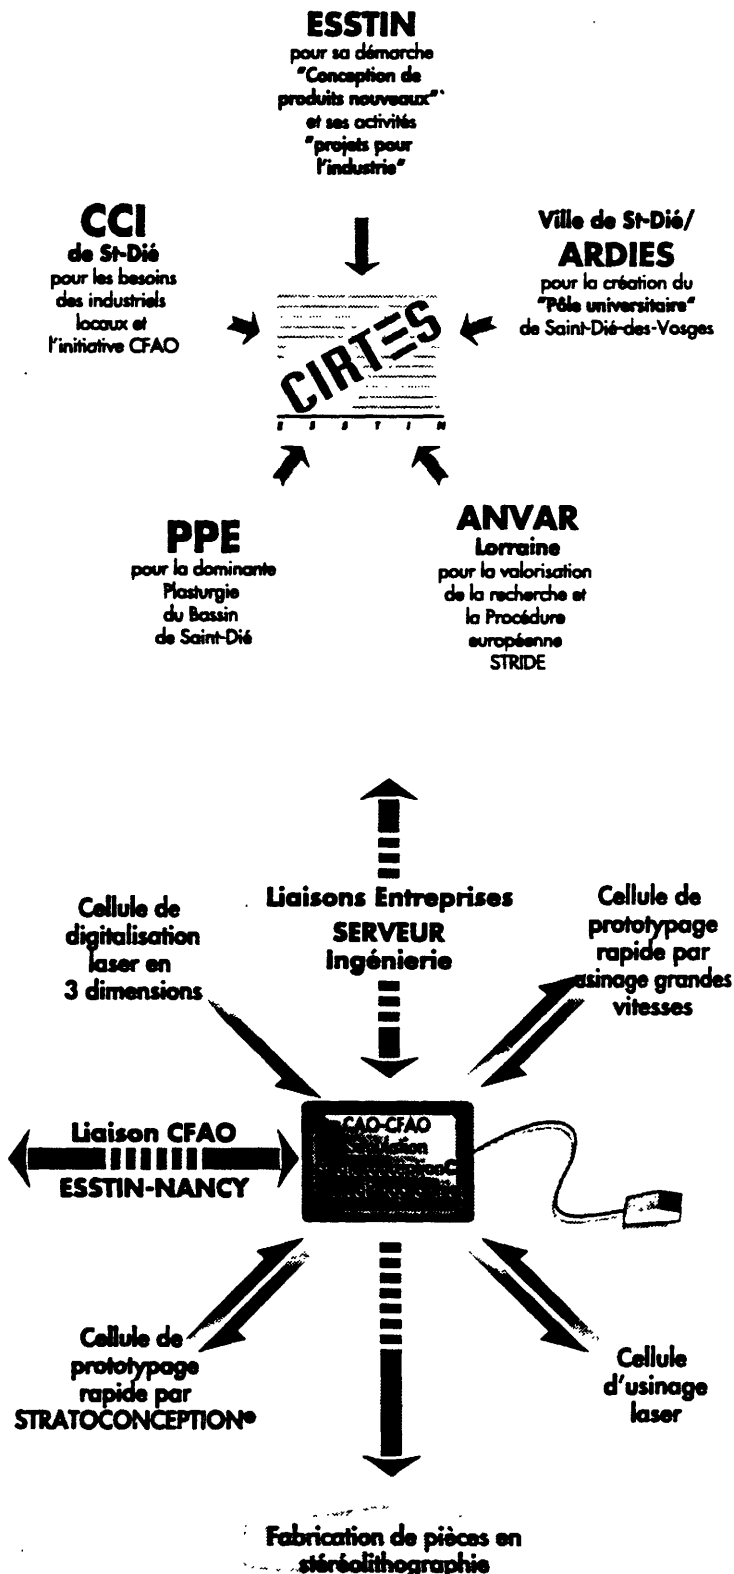 ESSTIN
pour sa démarche
"Conception de
produits nouveaux"
et ses activités
"projets pour
l'industrie"
CCI
de St-Dié
pour les besoins
des industriels
locaux et
l'initiative CFAO
Ville de St-Dié/
ARDIES
pour la création du
"Pôle universitaire"
de Saint-Dié-des-Vosges
CIRTES
E S S T I N
PPE
pour la dominante
Plasturgie
du Bassin
de Saint-Dié
ANVAR
Lorraine
pour la valorisation
de la recherche et
la Procédure
européenne
STRIDE
Liaisons Entreprises
SERVEUR
Ingénierie
Cellule de
digitalisation
laser en
3 dimensions
Cellule de
prototypage
rapide par
usinage grandes
vitesses
CAO-CFAO
Liaison CFAO
ESSTIN-NANCY
Cellule de
prototypage
rapide par
STRATOCONCEPTION®
Cellule
d'usinage
laser
Fabrication de pièces en
stéréolithographie